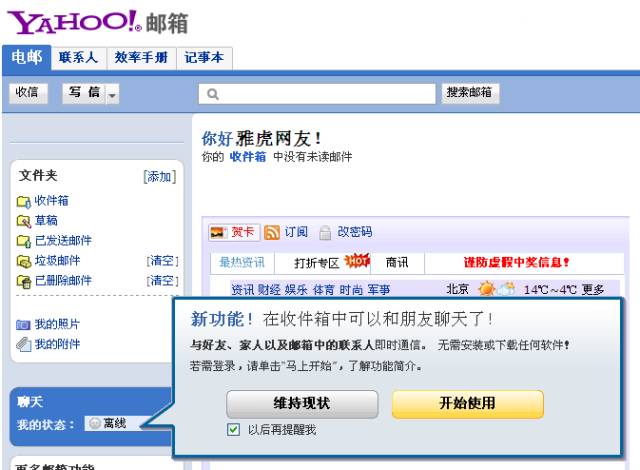 YAHOO!® 邮箱
电邮 联系人 效率手册 记事本
收信 写 信 搜索邮箱
你好,雅虎网友！
你的 收件箱 中没有未读邮件
文件夹 [添加]
收件箱
草稿
已发送邮件
垃圾邮件 [清空]
已删除邮件 [清空]
我的照片
我的附件
贺卡 订阅 改密码
最热资讯 打折专区 HOT 商讯 谨防虚假中奖信息！
资讯 财经 娱乐 体育 时尚 军事 北京 14℃~4℃ 更多
新功能！在收件箱中可以和朋友聊天了！
与好友、家人以及邮箱中的联系人即时通信。 无需安装或下载任何软件！
若需登录，请单击“马上开始”，了解功能简介。
维持现状 开始使用
以后再提醒我
聊天
我的状态： 离线
更多邮箱功能